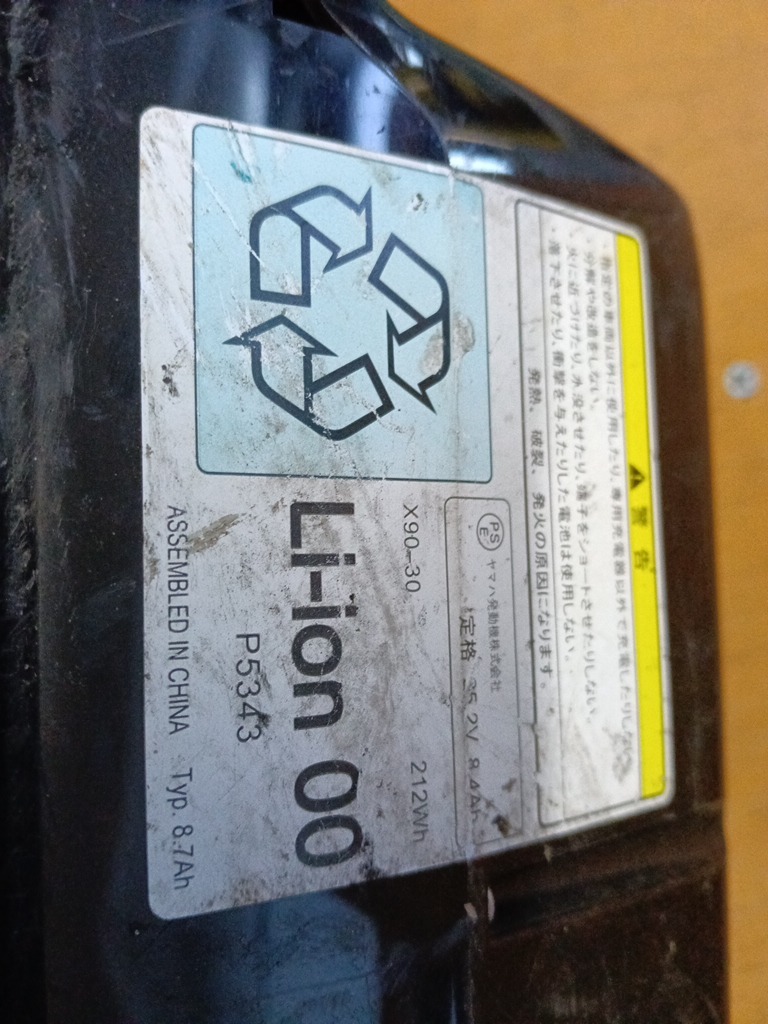 警告
・指定の車両以外に使用したり、専用充電器以外で充電したりしない。
・分解や改造をしない。
・火に近づけたり、水没させたり、端子をショートさせたりしない。
・落下させたり、衝撃を与えたりした電池は使用しない。
発熱、破裂、発火の原因になります。
PS
E
ヤマハ発動機株式会社
定格 25.2V 8.4Ah
X90-30 212Wh
Li-ion 00
P5343
ASSEMBLED IN CHINA Typ. 8.7Ah